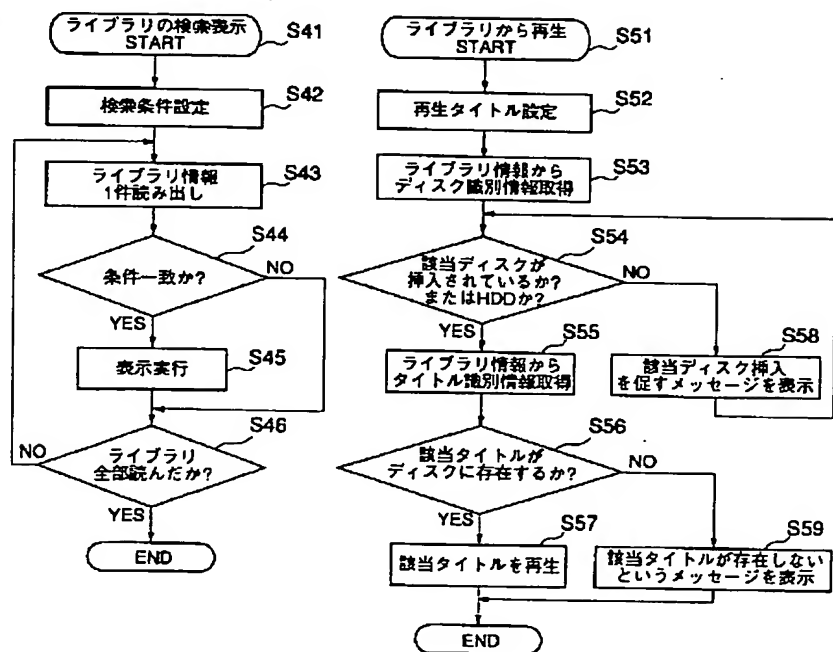 ライブラリの検索表示
START
S41
検索条件設定
S42
ライブラリ情報
1件読み出し
S43
条件一致か?
S44
NO
YES
表示実行
S45
ライブラリ
全部読んだか?
S46
NO
YES
END
ライブラリから再生
START
S51
再生タイトル設定
S52
ライブラリ情報から
ディスク識別情報取得
S53
該当ディスクが
挿入されているか?
またはHDDか?
S54
NO
YES
ライブラリ情報から
タイトル識別情報取得
S55
該当ディスク挿入
を促すメッセージを表示
S58
該当タイトルが
ディスクに存在するか?
S56
NO
YES
該当タイトルを再生
S57
該当タイトルが存在しない
というメッセージを表示
S59
END